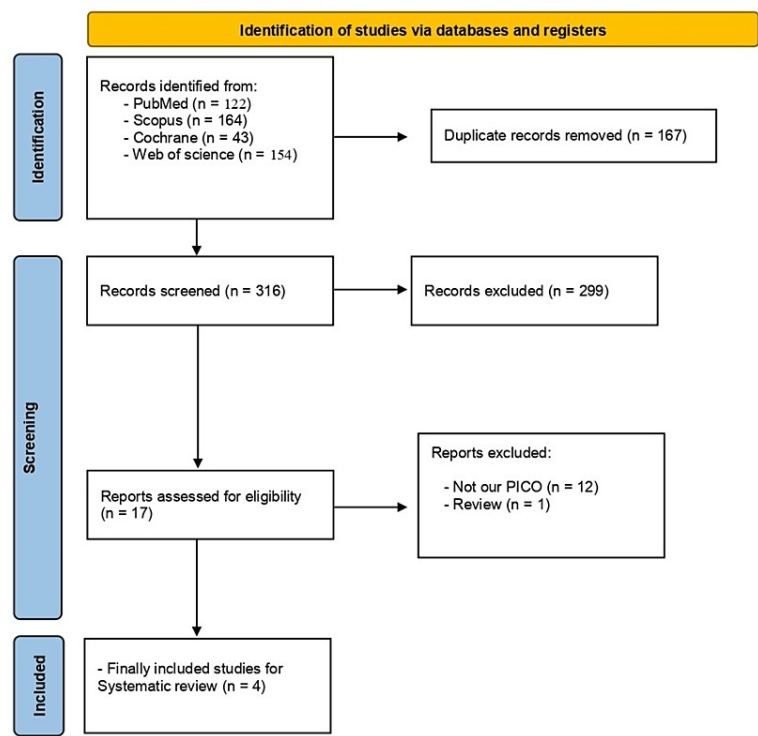 Identification of studies via databases and registers
Identification
Records identified from:
- PubMed (n = 122)
- Scopus (n = 164)
- Cochrane (n = 43)
- Web of science (n = 154)
Duplicate records removed (n = 167)
Screening
Records screened (n = 316)
Records excluded (n = 299)
Reports assessed for eligibility
(n = 17)
Reports excluded:
- Not our PICO (n = 12)
- Review (n = 1)
Included
- Finally included studies for
Systematic review (n = 4)